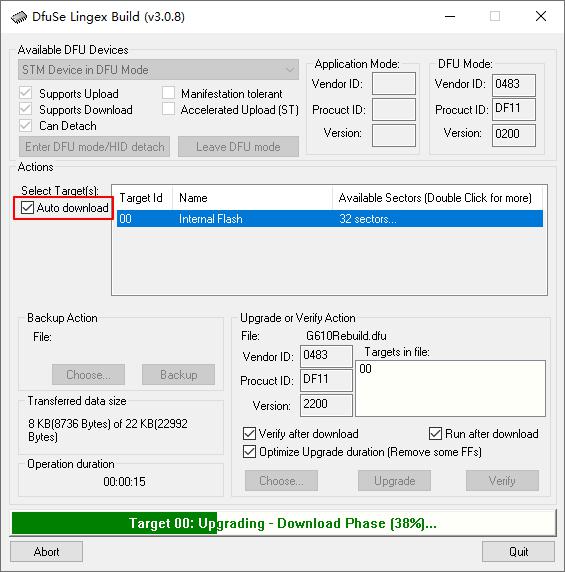 DfuSe Lingex Build (v3.0.8)
Available DFU Devices
STM Device in DFU Mode
Supports Upload
Manifestation tolerant
Supports Download
Accelerated Upload (ST)
Can Detach
Enter DFU mode/HID detach
Leave DFU mode
Application Mode:
Vendor ID:
Procuct ID:
Version:
DFU Mode:
Vendor ID: 0483
Procuct ID: DF11
Version: 0200
Actions
Select Target(s):
Auto download
Target Id Name Available Sectors (Double Click for more)
00 Internal Flash 32 sectors...
Backup Action
File:
Choose...
Backup
Transferred data size
8 KB(8736 Bytes) of 22 KB(22992
Bytes)
Operation duration
00:00:15
Upgrade or Verify Action
File: G610Rebuild.dfu
Vendor ID: 0483
Procuct ID: DF11
Version: 2200
Targets in file:
00
Verify after download
Run after download
Optimize Upgrade duration (Remove some FFs)
Choose...
Upgrade
Verify
Target 00: Upgrading - Download Phase (38%)...
Abort
Quit